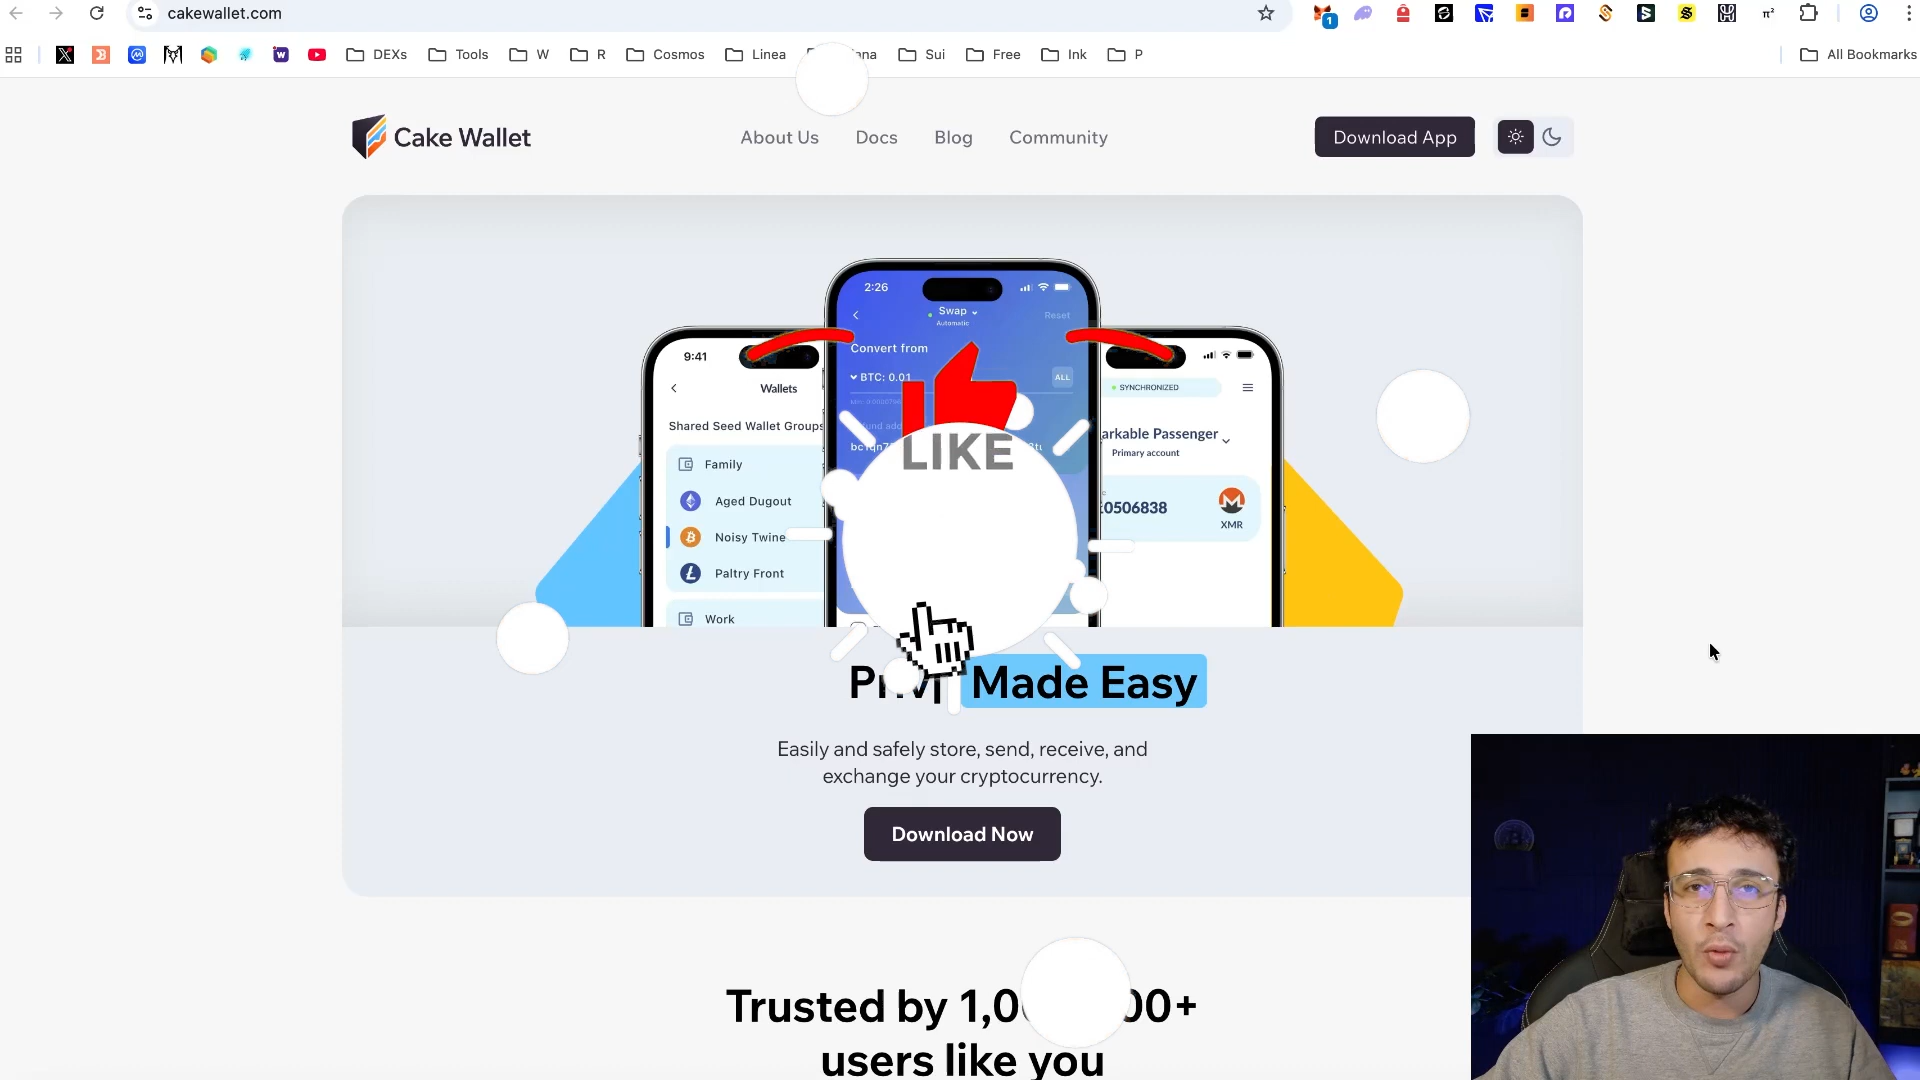 cakewallet.com
1
DEXs
Tools
W
R
Cosmos
Linea
Sui
Free
Ink
P
All Bookmarks
Cake Wallet
About Us
Docs
Blog
Community
Download App
9:41
Wallets
Shared Seed Wallet Groups
Family
Aged Dugout
Noisy Twine
Paltry Front
Work
2:26
Swap
Automatic
Reset
Convert from
BTC: 0.01
ALL
LIKE
SYNCHRONIZED
arkable Passenger
Primary account
0506838
XMR
Made Easy
Easily and safely store, send, receive, and
exchange your cryptocurrency.
Download Now
Trusted by 1,0 00+
users like you